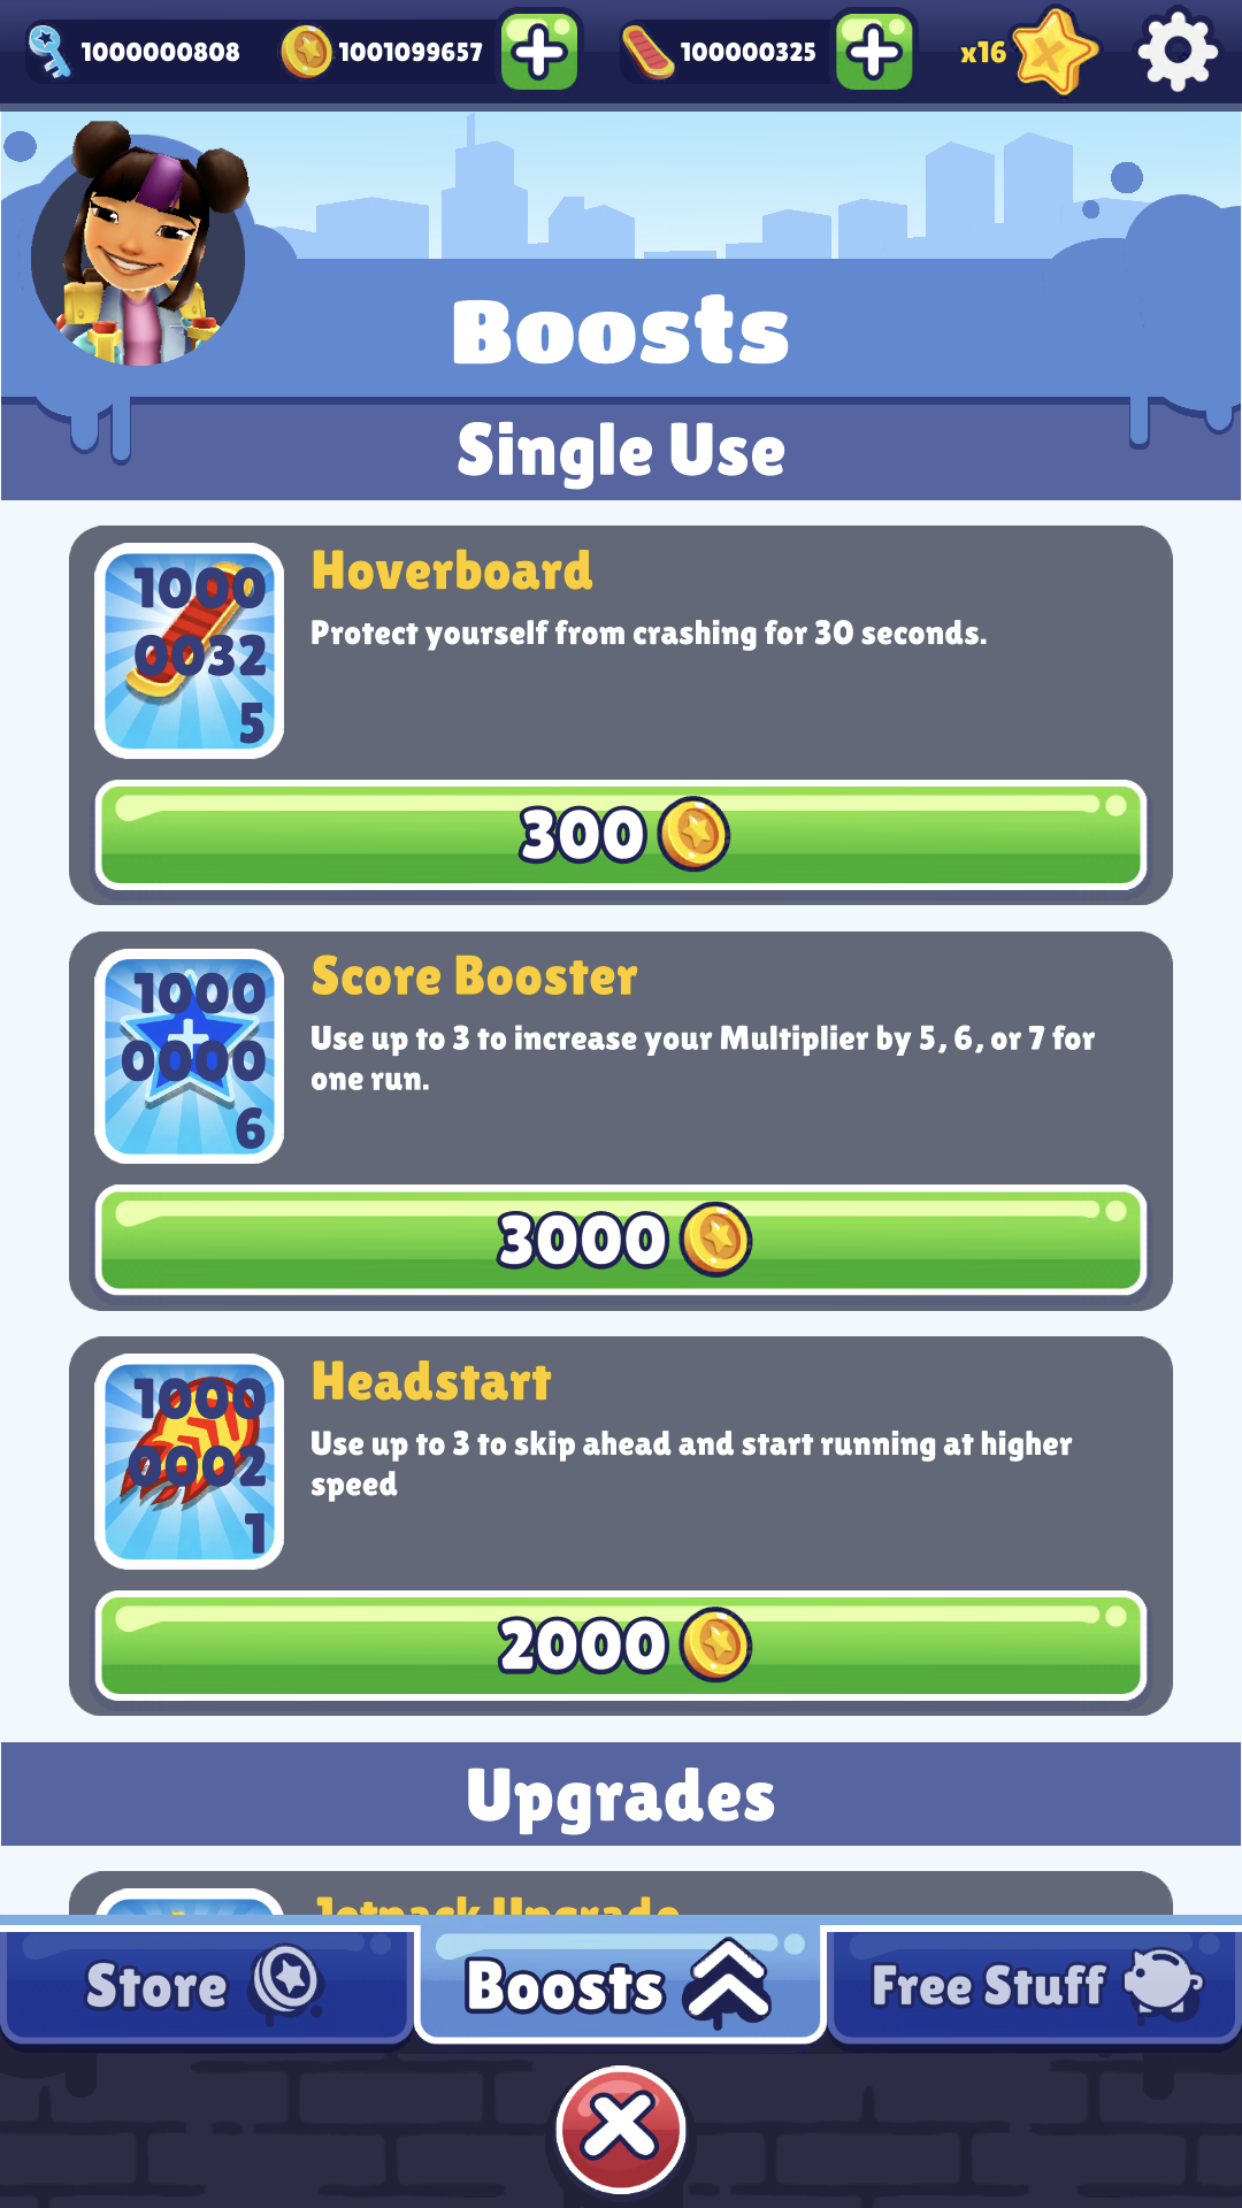 1000000808 1001099657 100000325 x16
Boosts
Single Use
1000
0032
5
Hoverboard
Protect yourself from crashing for 30 seconds.
300
1000
0000
6
Score Booster
Use up to 3 to increase your Multiplier by 5, 6, or 7 for
one run.
3000
1000
0002
1
Headstart
Use up to 3 to skip ahead and start running at higher
speed
2000
Upgrades
Jetpack Upgrade
Store Boosts Free Stuff